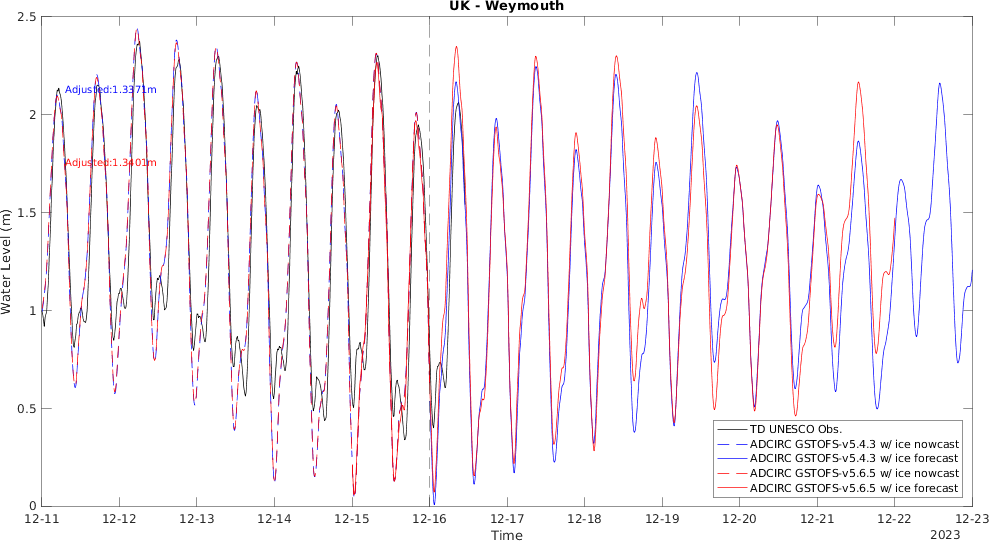 UK - Weymouth
2.5
2
1.5
1
0.5
0
Water Level (m)
Adjusted:1.3371m
Adjusted:1.3401m
TD UNESCO Obs.
ADCIRC GSTOFS-v5.4.3 w/ ice nowcast
ADCIRC GSTOFS-v5.4.3 w/ ice forecast
ADCIRC GSTOFS-v5.6.5 w/ ice nowcast
ADCIRC GSTOFS-v5.6.5 w/ ice forecast
12-11 12-12 12-13 12-14 12-15 12-16 12-17 12-18 12-19 12-20 12-21 12-22 12-23
Time
2023